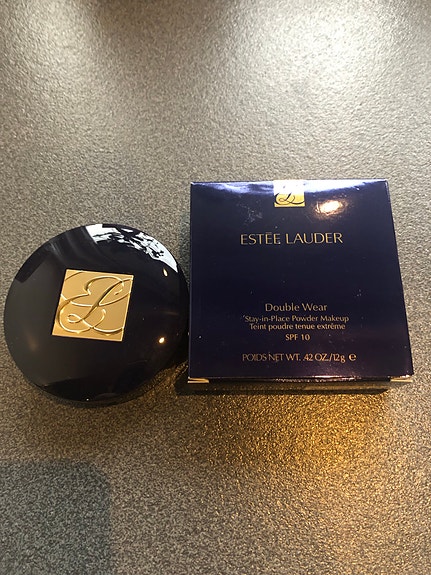 ESTĒE LAUDER
Double Wear
Stay-in-Place Powder Makeup
Teint poudre tenue extrême
SPF 10
POIDS NET WT. .42 OZ./12g ℮